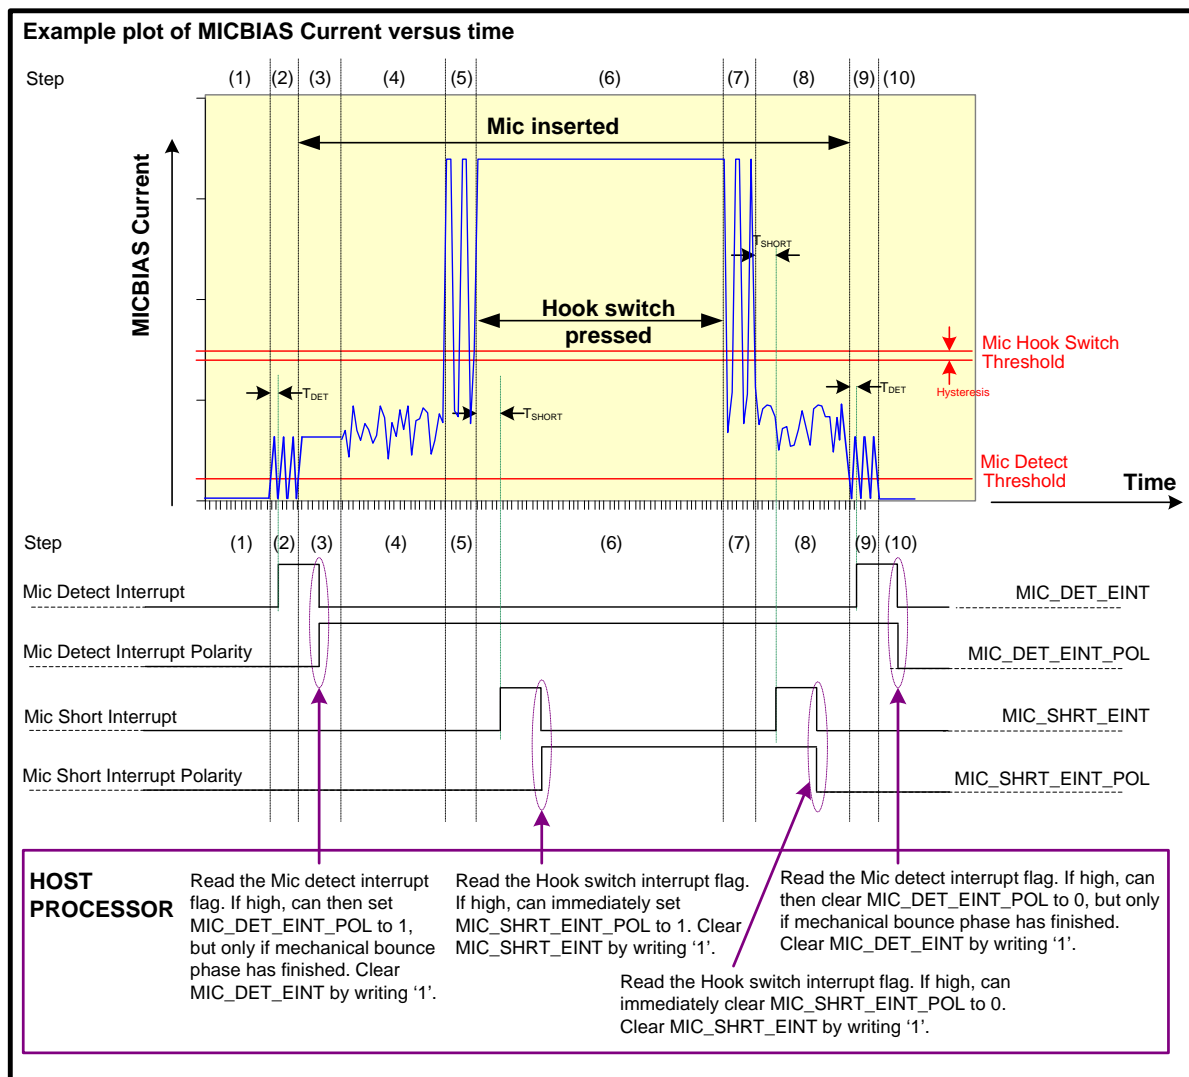 Example plot of MICBIAS Current versus time
Step
(1) (2) (3) (4) (5) (6) (7) (8) (9) (10)
Mic inserted
MICBIAS Current
TSHORT
Hook switch
pressed
Mic Hook Switch
Threshold
Hysteresis
TDET
TSHORT
TDET
Mic Detect
Threshold
Time
Step
(1) (2) (3) (4) (5) (6) (7) (8) (9) (10)
Mic Detect Interrupt
MIC_DET_EINT
Mic Detect Interrupt Polarity
MIC_DET_EINT_POL
Mic Short Interrupt
MIC_SHRT_EINT
Mic Short Interrupt Polarity
MIC_SHRT_EINT_POL
HOST
PROCESSOR
Read the Mic detect interrupt
flag. If high, can then set
MIC_DET_EINT_POL to 1,
but only if mechanical bounce
phase has finished. Clear
MIC_DET_EINT by writing ‘1’.
Read the Hook switch interrupt flag.
If high, can immediately set
MIC_SHRT_EINT_POL to 1. Clear
MIC_SHRT_EINT by writing ‘1’.
Read the Mic detect interrupt flag. If high, can
then clear MIC_DET_EINT_POL to 0, but only
if mechanical bounce phase has finished.
Clear MIC_DET_EINT by writing ‘1’.
Read the Hook switch interrupt flag. If high, can
immediately clear MIC_SHRT_EINT_POL to 0.
Clear MIC_SHRT_EINT by writing ‘1’.